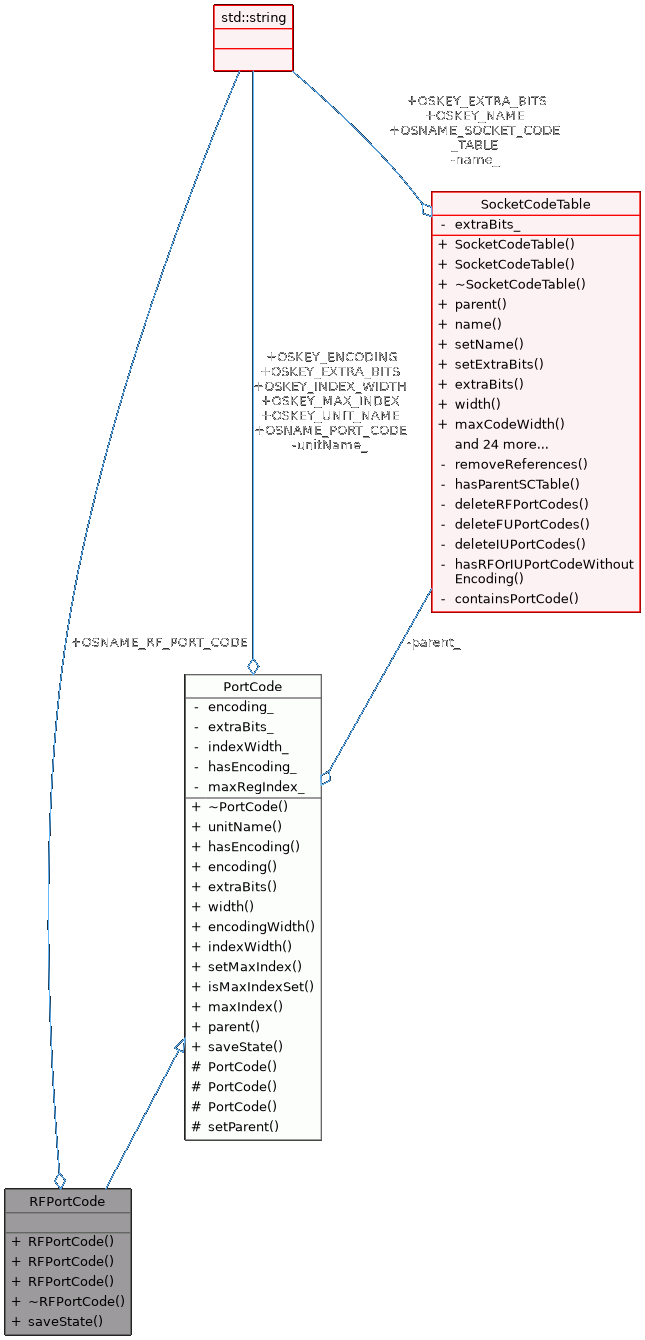 std::string
+OSKEY_EXTRA_BITS
+OSKEY_NAME
+OSNAME_SOCKET_CODE
_TABLE
-name_
SocketCodeTable
- extraBits_
+ SocketCodeTable()
+ SocketCodeTable()
+ ~SocketCodeTable()
+ parent()
+ name()
+ setName()
+ setExtraBits()
+ extraBits()
+ width()
+ maxCodeWidth()
and 24 more...
- removeReferences()
- hasParentSCTable()
- deleteRFPortCodes()
- deleteFUPortCodes()
- deleteIUPortCodes()
- hasRFOrIUPortCodeWithout
Encoding()
- containsPortCode()
+OSKEY_ENCODING
+OSKEY_EXTRA_BITS
+OSKEY_INDEX_WIDTH
+OSKEY_MAX_INDEX
+OSKEY_UNIT_NAME
+OSNAME_PORT_CODE
-unitName_
+OSNAME_RF_PORT_CODE
-parent_
PortCode
- encoding_
- extraBits_
- indexWidth_
- hasEncoding_
- maxRegIndex_
+ ~PortCode()
+ unitName()
+ hasEncoding()
+ encoding()
+ extraBits()
+ width()
+ encodingWidth()
+ indexWidth()
+ setMaxIndex()
+ isMaxIndexSet()
+ maxIndex()
+ parent()
+ saveState()
# PortCode()
# PortCode()
# PortCode()
# setParent()
RFPortCode
+ RFPortCode()
+ RFPortCode()
+ RFPortCode()
+ ~RFPortCode()
+ saveState()